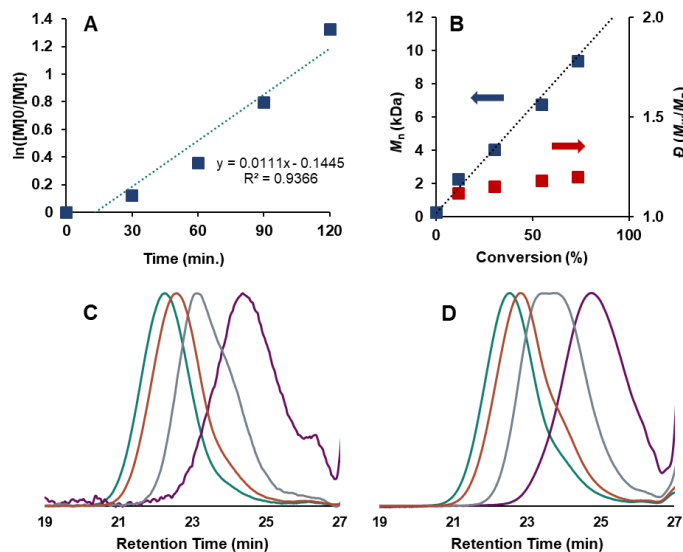 A
ln([M]0/[M]t)
1.4
1.2
1
0.8
0.6
0.4
0.2
0
y = 0.0111x - 0.1445
R² = 0.9366
0
30
60
90
120
Time (min.)
B
Mn (kDa)
12
10
8
6
4
2
0
2.0
1.5
1.0
Đ (Mw/Mn)
0
50
100
Conversion (%)
C
19
21
23
25
27
Retention Time (min)
D
19
21
23
25
27
Retention Time (min)